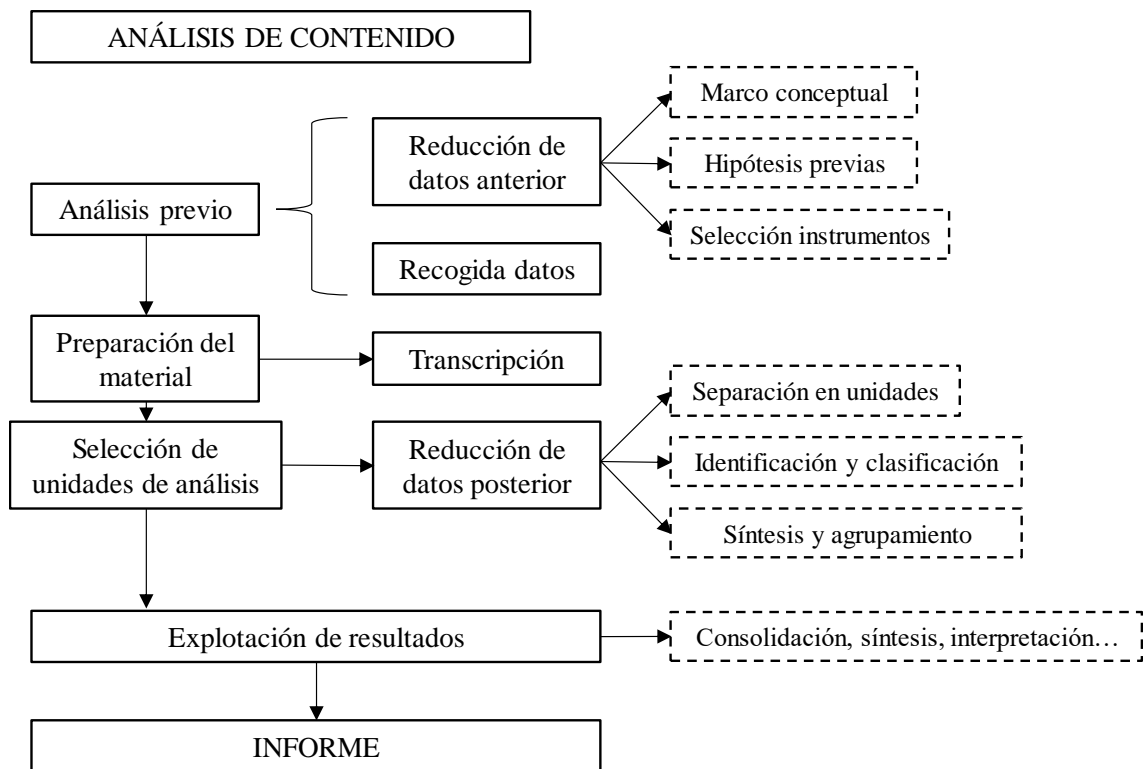 ANÁLISIS DE CONTENIDO
Marco conceptual
Reducción de
datos anterior
Hipótesis previas
Análisis previo
Selección instrumentos
Recogida datos
Preparación del
material
Transcripción
Separación en unidades
Selección de
unidades de análisis
Reducción de
datos posterior
Identificación y clasificación
Síntesis y agrupamiento
Explotación de resultados
Consolidación, síntesis, interpretación…
INFORME